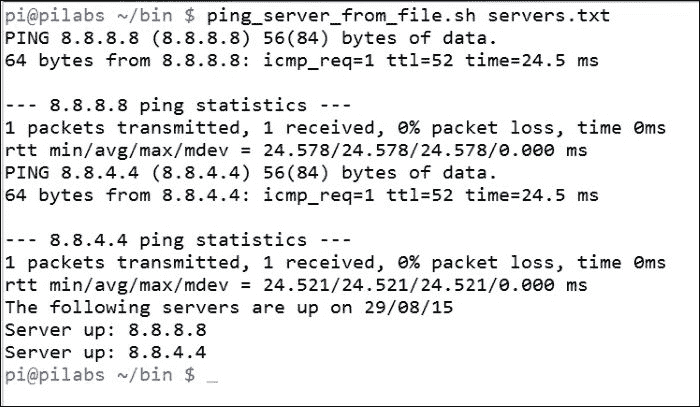 pi@pilabs ~/bin $ ping_server_from_file.sh servers.txt
PING 8.8.8.8 (8.8.8.8) 56(84) bytes of data.
64 bytes from 8.8.8.8: icmp_req=1 ttl=52 time=24.5 ms

--- 8.8.8.8 ping statistics ---
1 packets transmitted, 1 received, 0% packet loss, time 0ms
rtt min/avg/max/mdev = 24.578/24.578/24.578/0.000 ms
PING 8.8.4.4 (8.8.4.4) 56(84) bytes of data.
64 bytes from 8.8.4.4: icmp_req=1 ttl=52 time=24.5 ms

--- 8.8.4.4 ping statistics ---
1 packets transmitted, 1 received, 0% packet loss, time 0ms
rtt min/avg/max/mdev = 24.521/24.521/24.521/0.000 ms
The following servers are up on 29/08/15
Server up: 8.8.8.8
Server up: 8.8.4.4
pi@pilabs ~/bin $ _